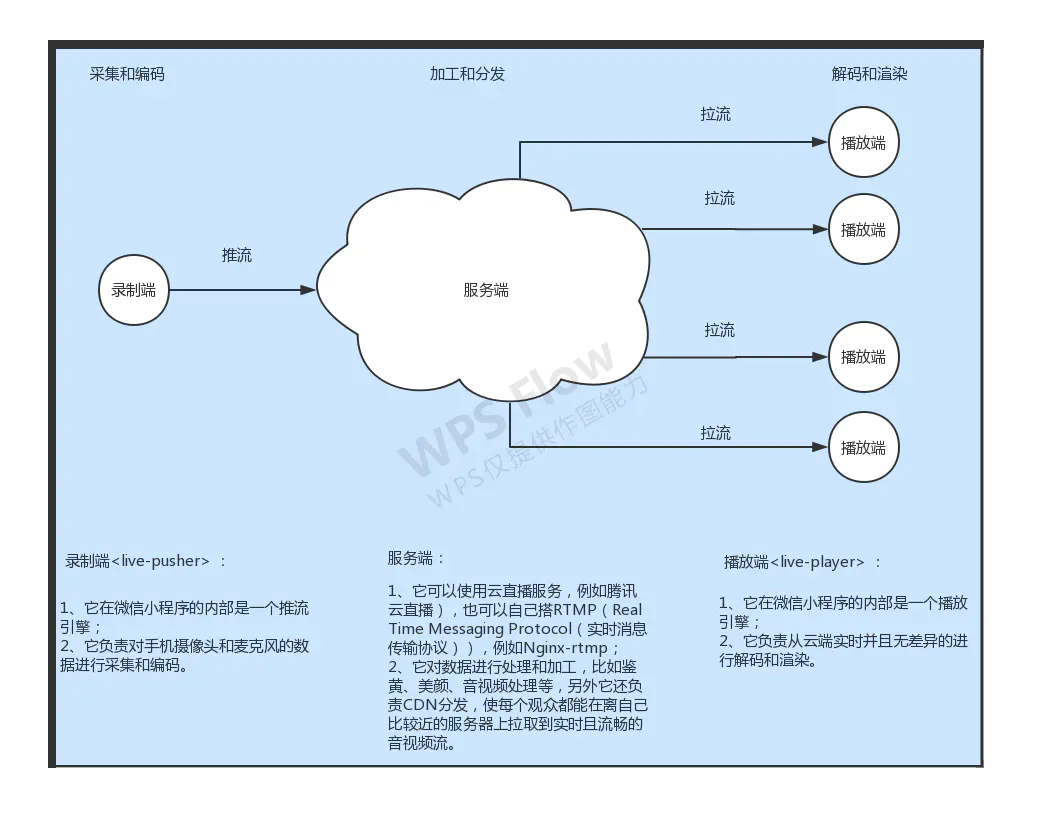 采集和编码
加工和分发
解码和渲染
拉流
播放端
拉流
播放端
推流
录制端
服务端
拉流
播放端
拉流
播放端
WPS Flow
WPS仅提供作图能力
录制端<live-pusher> ：
1、它在微信小程序的内部是一个推流
引擎；
2、它负责对手机摄像头和麦克风的数
据进行采集和编码。
服务端：
1、它可以使用云直播服务，例如腾讯
云直播），也可以自己搭RTMP（Real
Time Messaging Protocol（实时消息
传输协议）），例如Nginx-rtmp；
2、它对数据进行处理和加工，比如鉴
黄、美颜、音视频处理等，另外它还负
责CDN分发，使每个观众都能在离自己
比较近的服务器上拉取到实时且流畅的
音视频流。
播放端<live-player> ：
1、它在微信小程序的内部是一个播放
引擎；
2、它负责从云端实时并且无差异的进
行解码和渲染。